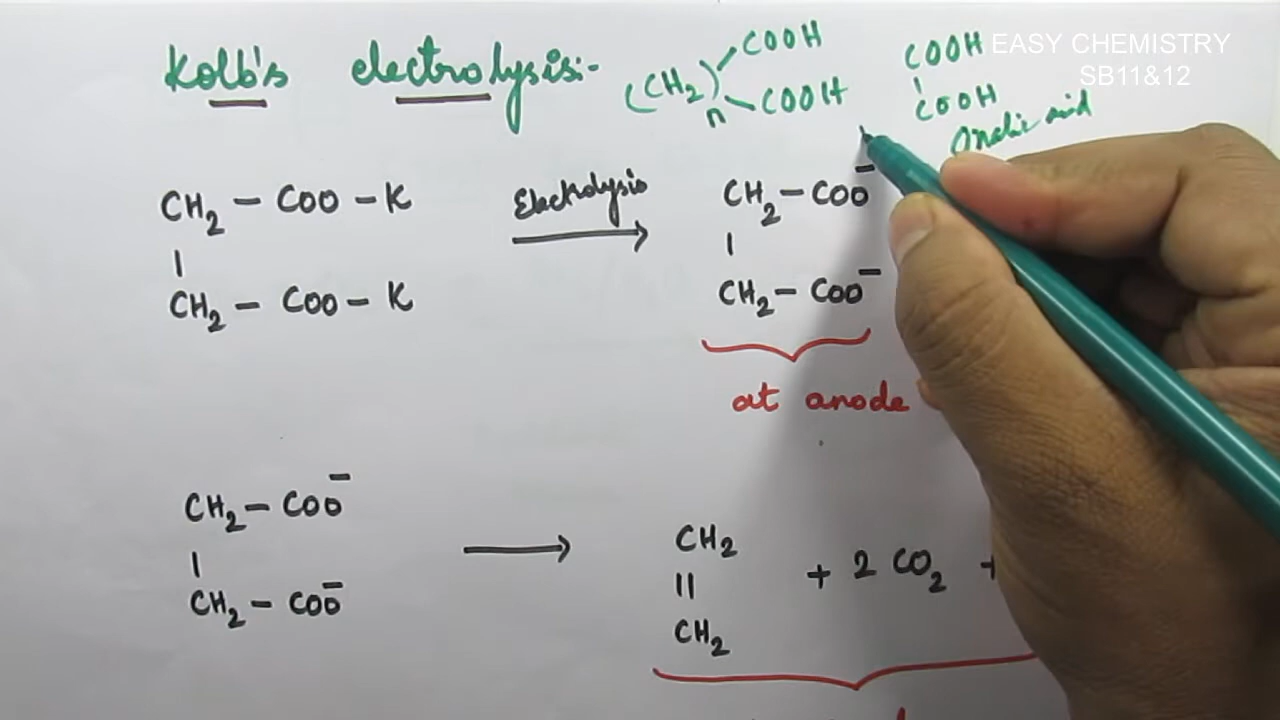 Kolb's electrolysis:-
(CH2)n COOH
COOH
COOH
COOH
Oxalic acid
EASY CHEMISTRY
SB11&12
CH2 - COO - K
CH2 - COO - K
Electrolysis
CH2 - COO-
CH2 - COO-
at anode
CH2 - COO-
CH2 - COO-
CH2
||
CH2
+ 2 CO2 +